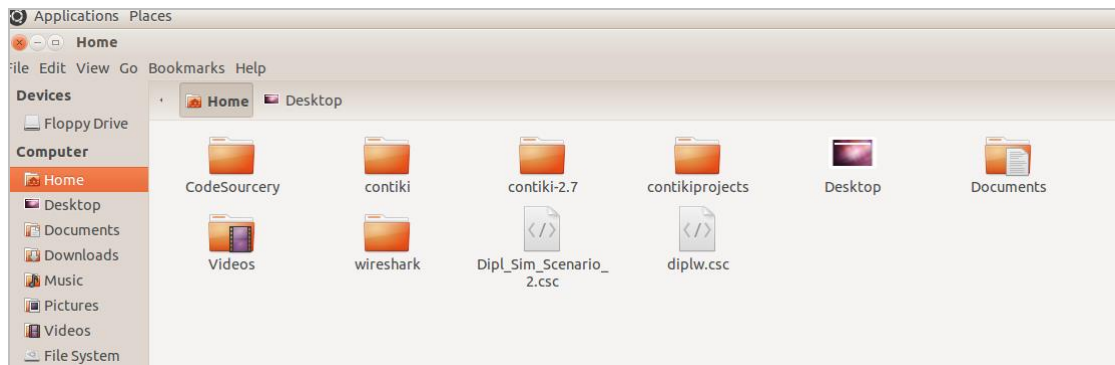 Applications Places
Home
File Edit View Go Bookmarks Help
Devices
Floppy Drive
Computer
Home
Desktop
Documents
Downloads
Music
Pictures
Videos
File System
Home Desktop
CodeSourcery contiki contiki-2.7 contikiprojects Desktop Documents
Videos wireshark Dipl_Sim_Scenario_ diplw.csc
2.csc